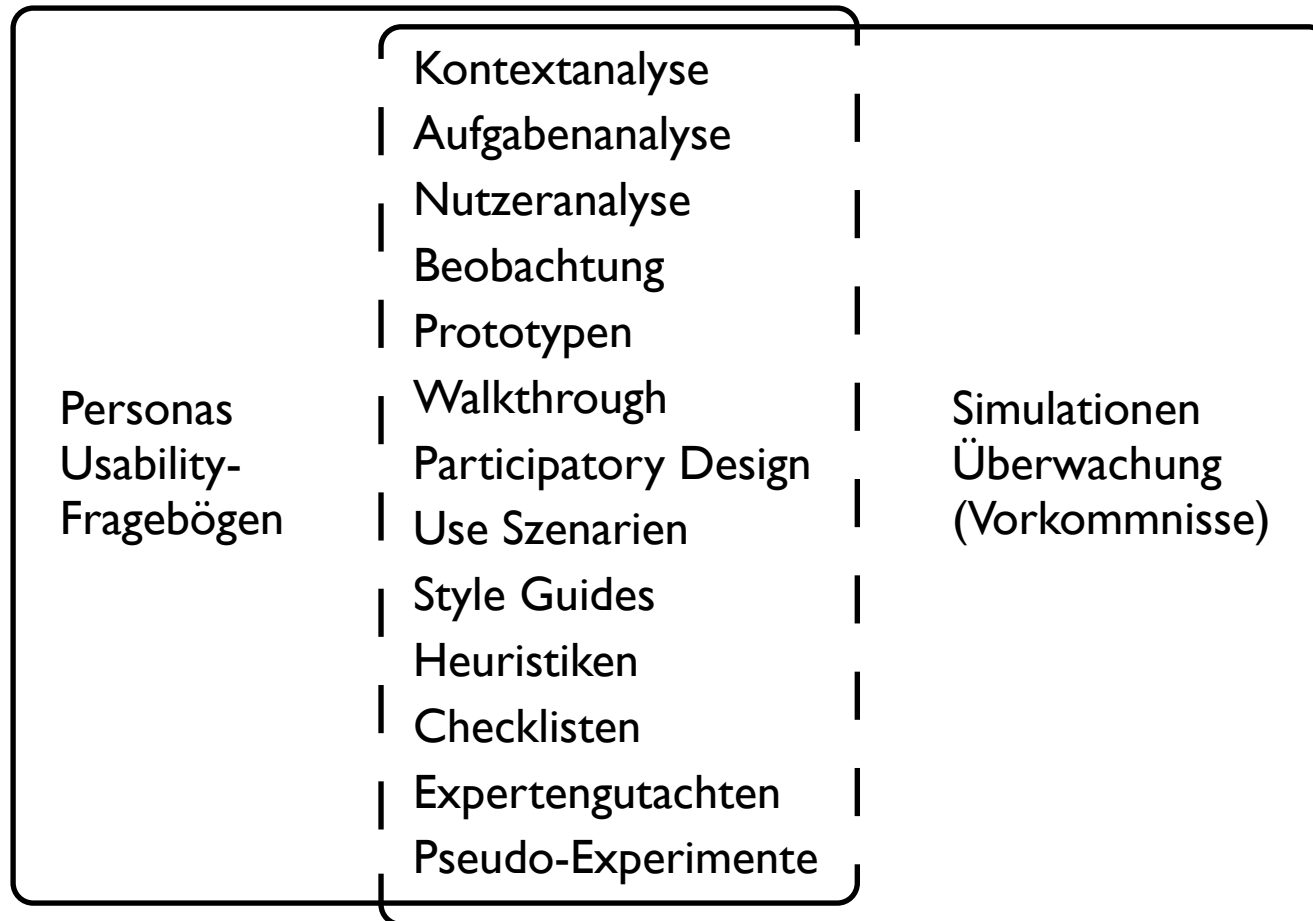 Personas
Usability-
Fragebögen
Kontextanalyse
Aufgabenanalyse
Nutzeranalyse
Beobachtung
Prototypen
Walkthrough
Participatory Design
Use Szenarien
Style Guides
Heuristiken
Checklisten
Expertengutachten
Pseudo-Experimente
Simulationen
Überwachung
(Vorkommnisse)